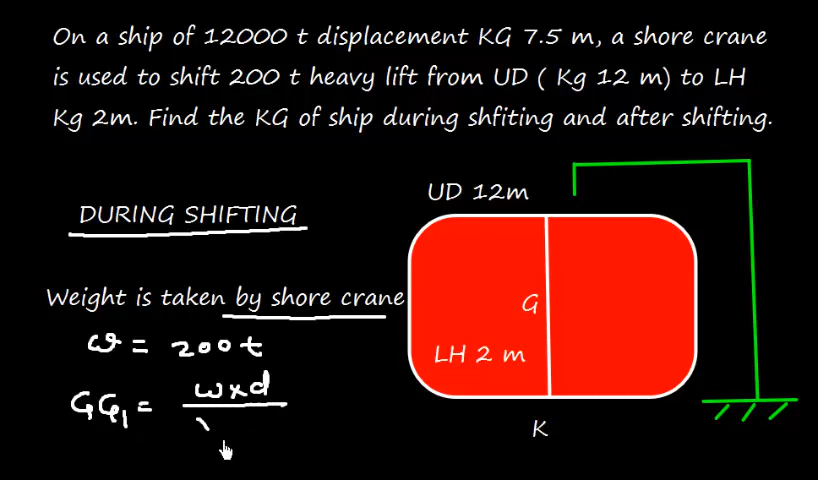 On a ship of 12000 t displacement KG 7.5 m, a shore crane
is used to shift 200 t heavy lift from UD ( Kg 12 m) to LH
Kg 2m. Find the KG of ship during shfiting and after shifting.
UD 12m
DURING SHIFTING
Weight is taken by shore crane
G
w = 200t
LH 2 m
GG₁ = w x d
K